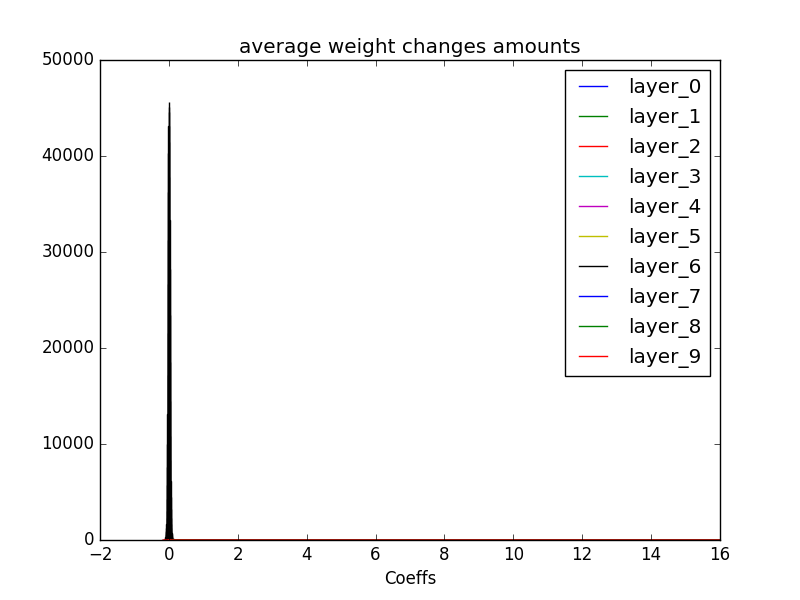 average weight changes amounts
50000
40000
30000
20000
10000
0
layer_0
layer_1
layer_2
layer_3
layer_4
layer_5
layer_6
layer_7
layer_8
layer_9
−2 0 2 4 6 8 10 12 14 16
Coeffs